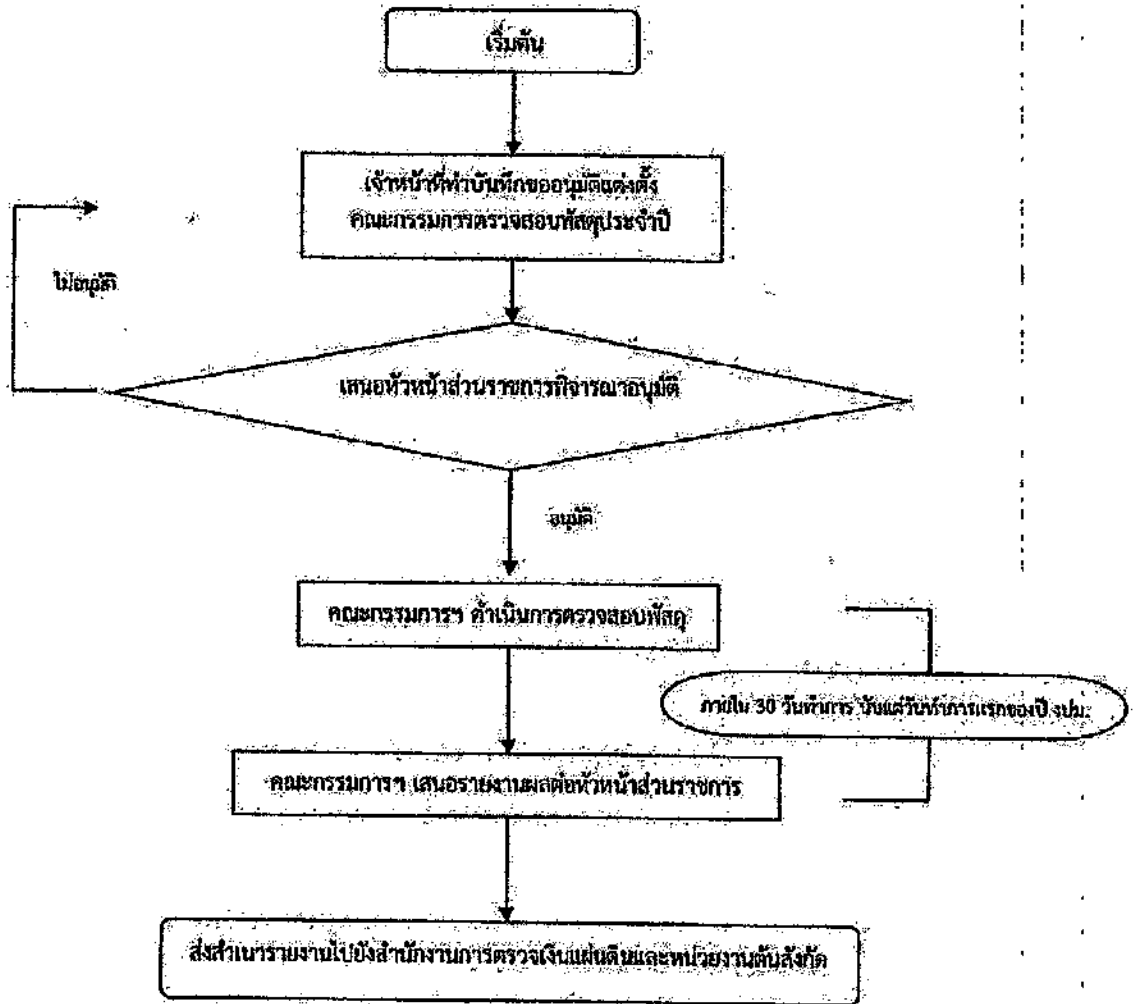 เริ่มต้น
เจ้าหน้าที่ทำบันทึกขออนุมัติแต่งตั้ง
คณะกรรมการตรวจสอบพัสดุประจำปี
ไม่อนุมัติ
เสนอหัวหน้าส่วนราชการพิจารณาอนุมัติ
อนุมัติ
คณะกรรมการฯ ดำเนินการตรวจสอบพัสดุ
ภายใน 30 วันทำการ นับแต่วันทำการแรกของปี งปม.
คณะกรรมการฯ เสนอรายงานผลต่อหัวหน้าส่วนราชการ
ส่งสำเนารายงานไปยังสำนักงานการตรวจเงินแผ่นดินและหน่วยงานต้นสังกัด